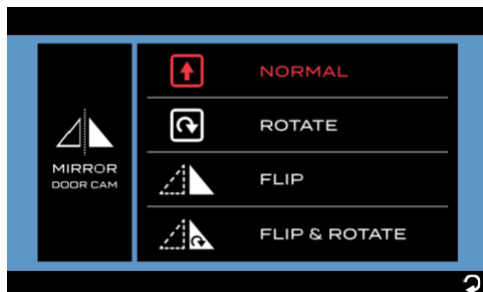 MIRROR
DOOR CAM
NORMAL
ROTATE
FLIP
FLIP & ROTATE